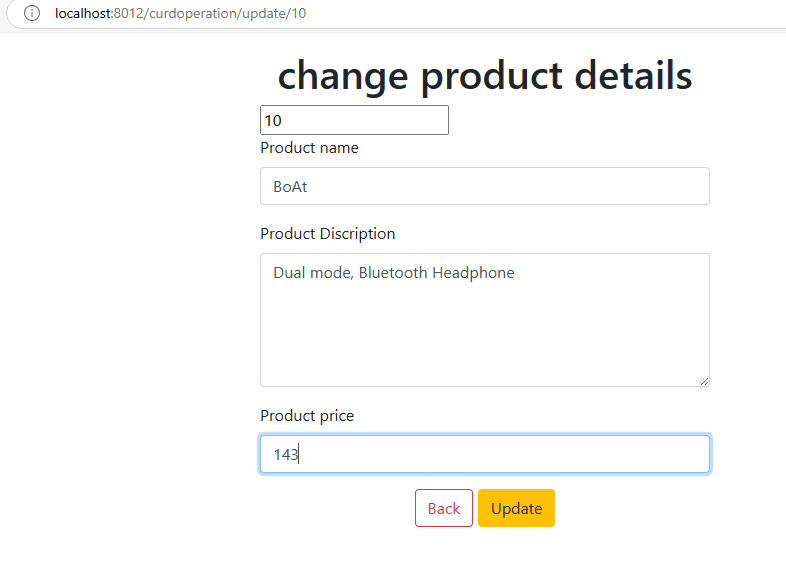 localhost:8012/curdoperation/update/10
change product details
10
Product name
BoAt
Product Discription
Dual mode, Bluetooth Headphone
Product price
143
Back Update